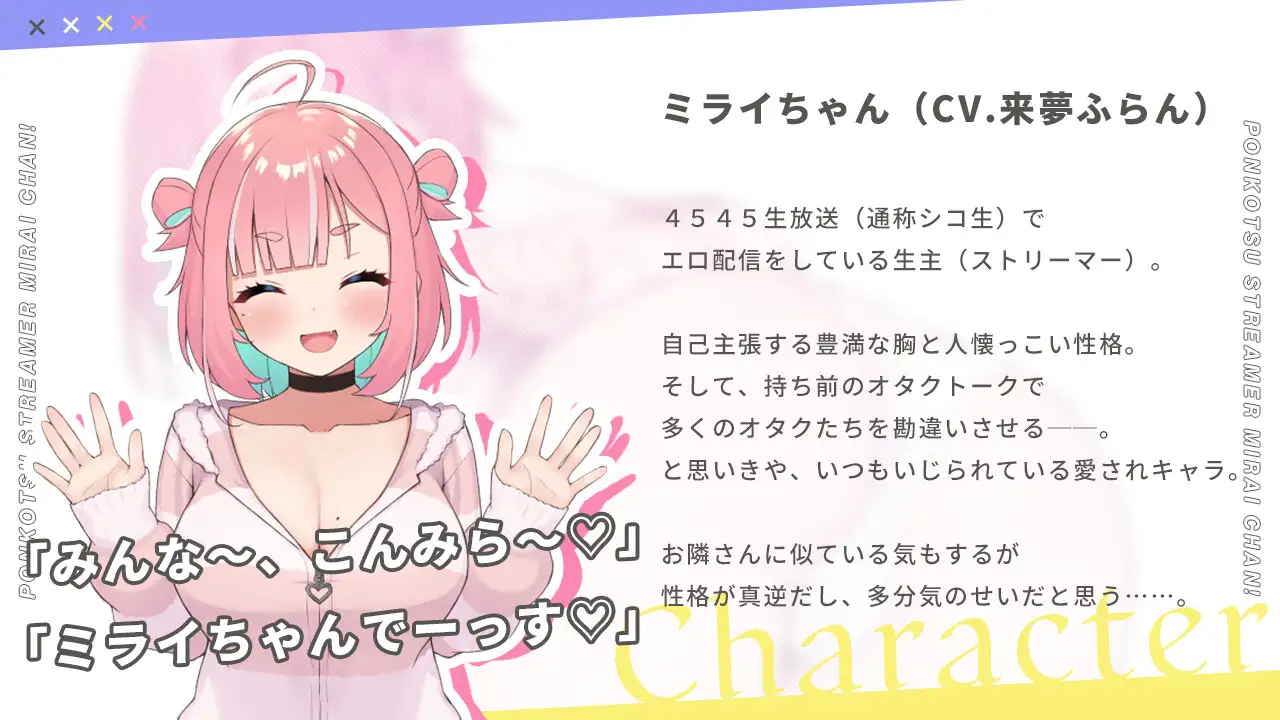 ミライちゃん（CV.来夢ふらん）
４５４５生放送（通称シコ生）で
エロ配信をしている生主（ストリーマー）。
自己主張する豊満な胸と人懐っこい性格。
そして、持ち前のオタクトークで
多くのオタクたちを勘違いさせる──。
と思いきや、いつもいじられている愛されキャラ。
お隣さんに似ている気もするが
性格が真逆だし、多分気のせいだと思う……。
「みんな～、こんみら～♡」
「ミライちゃんでーっす♡」
Character
PONKOTSU STREAMER MIRAI CHAN!
PONKOTSU STREAMER MIRAI CHAN!